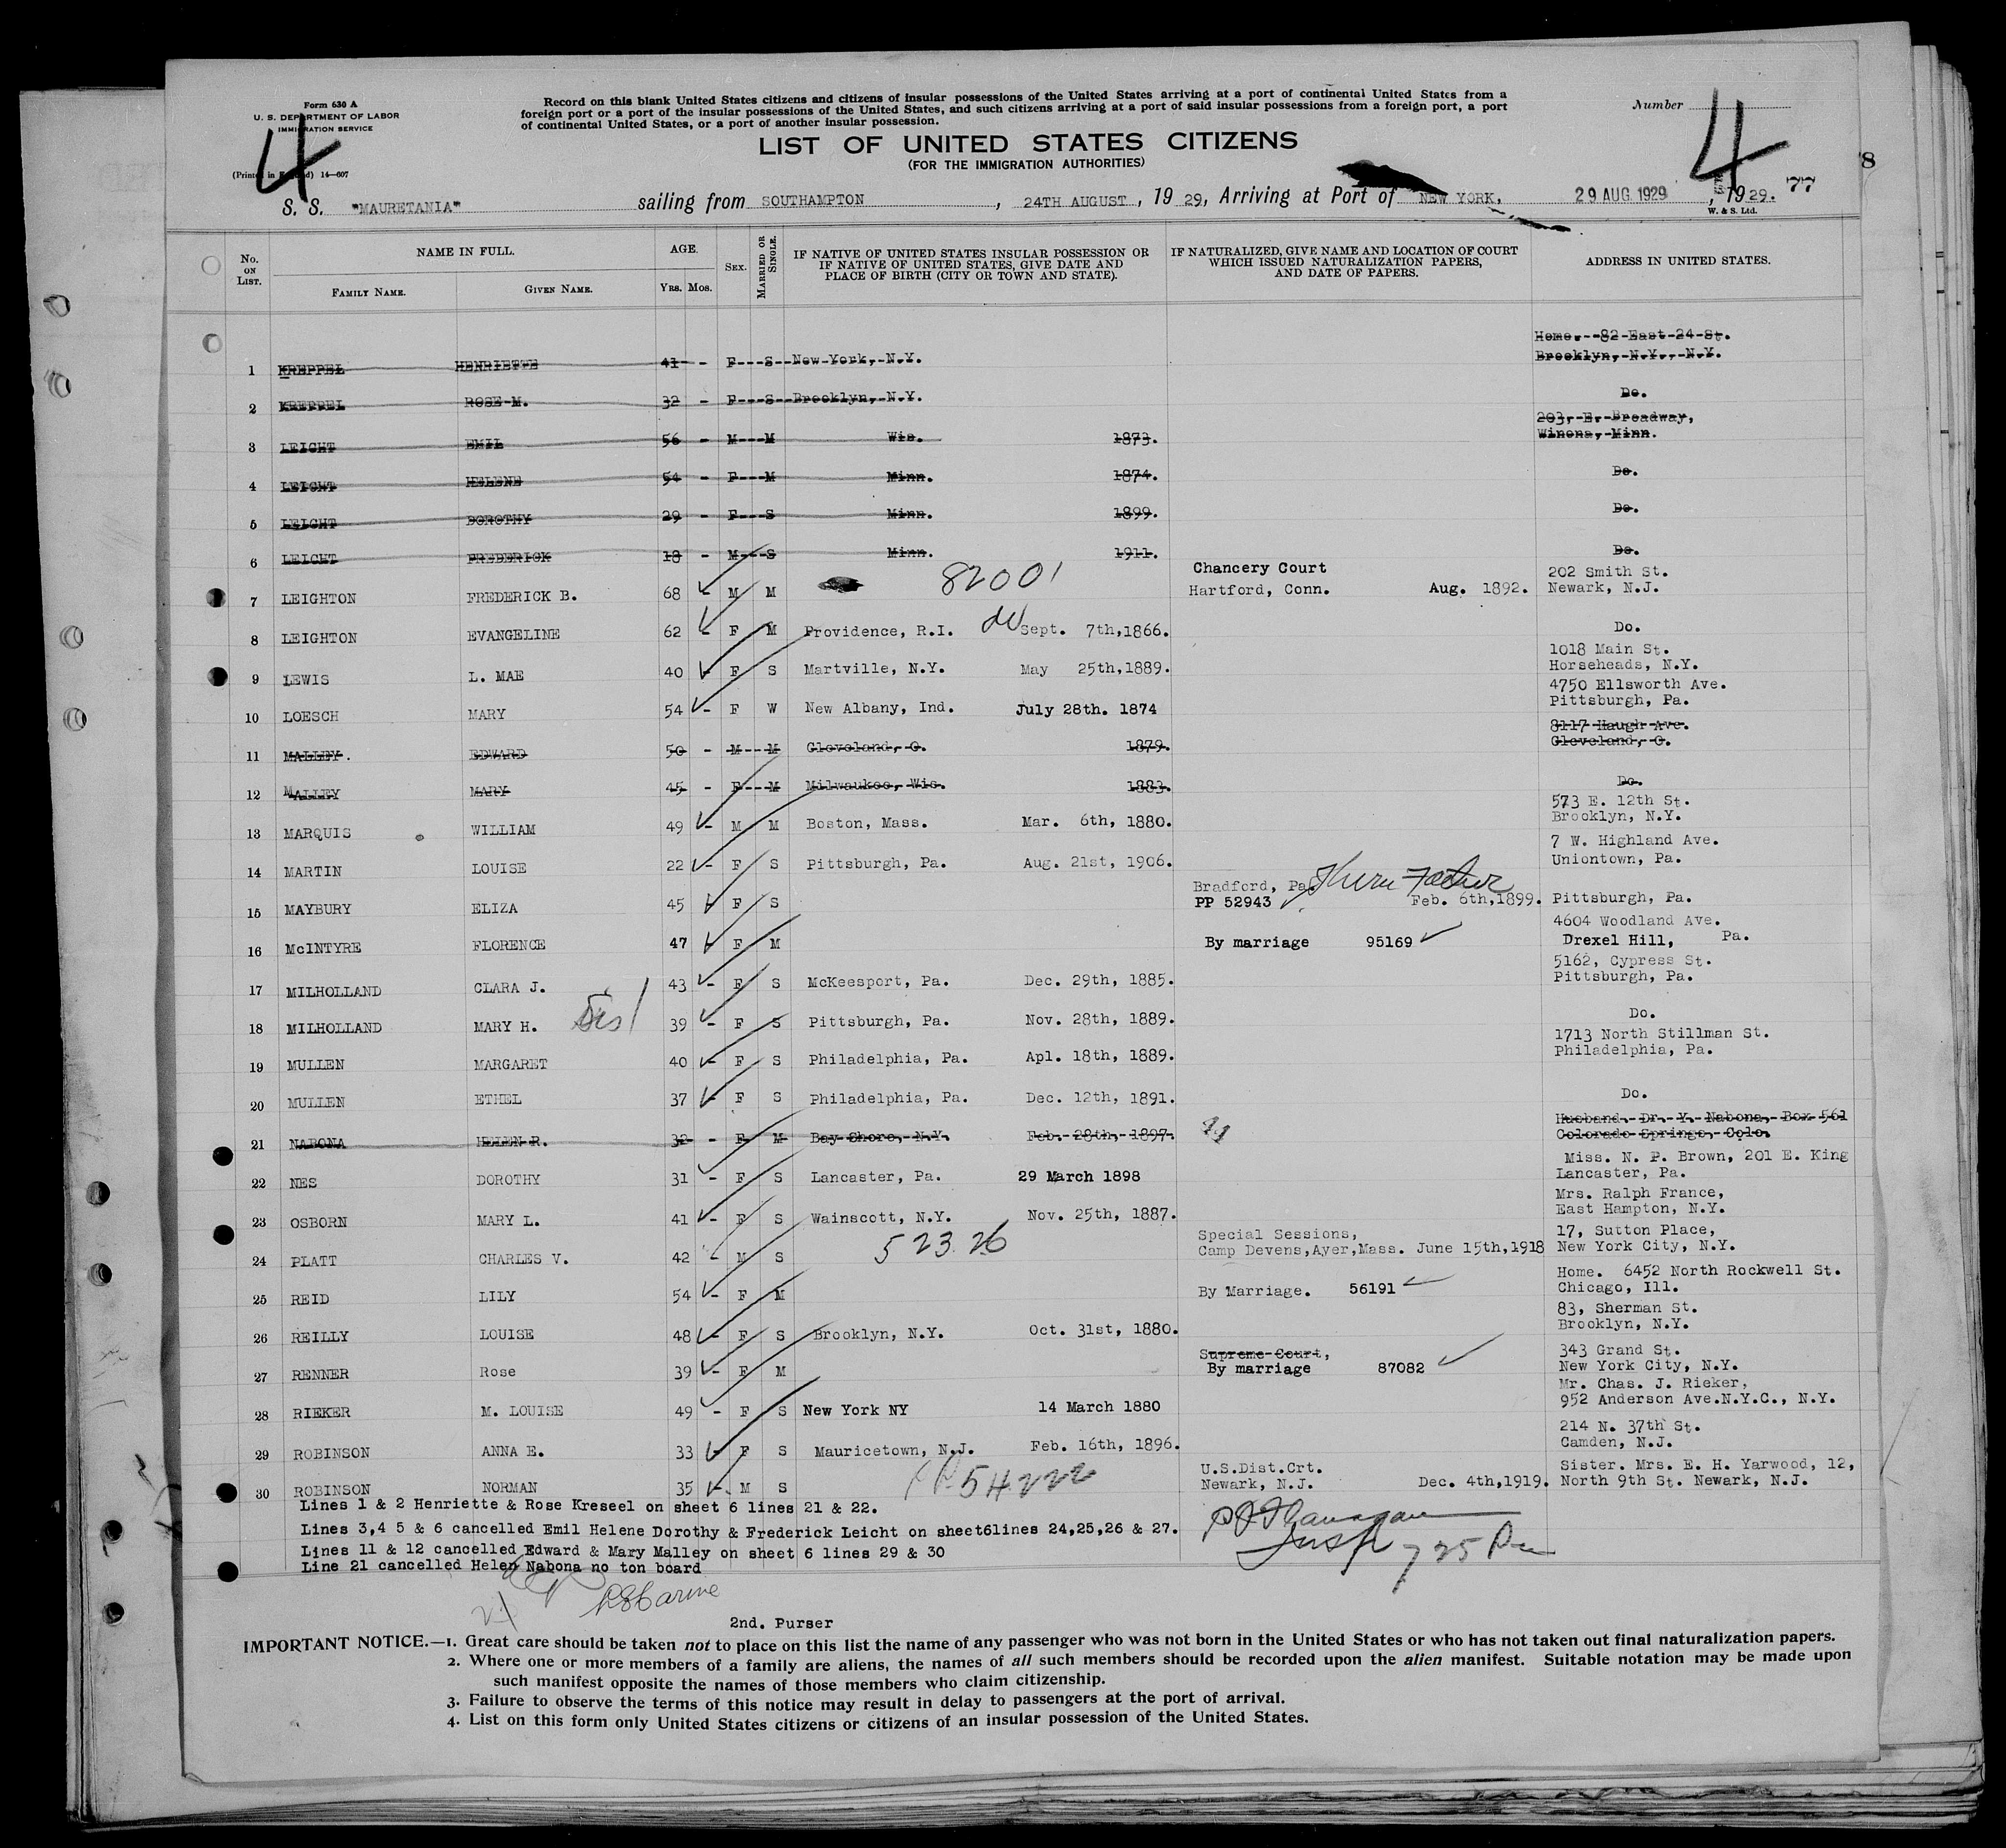 Form 630 A
U. S. DEPARTMENT OF LABOR
IMMIGRATION SERVICE
(Printed in England) 14—607
4
Record on this blank United States citizens and citizens of insular possessions of the United States arriving at a port of continental United States from a
foreign port or a port of the insular possessions of the United States, and such citizens arriving at a port of said insular possessions from a foreign port, a port
of continental United States, or a port of another insular possession.
Number
4
8
77
LIST OF UNITED STATES CITIZENS
(FOR THE IMMIGRATION AUTHORITIES)
S. S. "MAURETANIA" sailing from SOUTHAMPTON, 24TH AUGUST, 19 29, Arriving at Port of NEW YORK, 29 AUG 1929, 1929.
W. & S. Ltd.
No. ON LIST.
NAME IN FULL.
FAMILY NAME. GIVEN NAME.
AGE.
YRS. MOS.
SEX.
MARRIED OR SINGLE.
IF NATIVE OF UNITED STATES INSULAR POSSESSION OR
IF NATIVE OF UNITED STATES, GIVE DATE AND
PLACE OF BIRTH (CITY OR TOWN AND STATE).
IF NATURALIZED, GIVE NAME AND LOCATION OF COURT
WHICH ISSUED NATURALIZATION PAPERS,
AND DATE OF PAPERS.
ADDRESS IN UNITED STATES.
Home. 82 East 24 St.
1 KREPPEL HENRIETTE 41 - F S New York, N.Y. Brooklyn, N.Y., N.Y.
2 KREPPEL ROSE M. 32 - F S Brooklyn, N.Y. Do.
203, E. Broadway,
3 LEICHT EMIL 56 - M M Wis. 1873. Winona, Minn.
4 LEICHT HELENE 54 - F M Minn. 1874. Do.
5 LEICHT DOROTHY 29 - F S Minn. 1899. Do.
6 LEICHT FREDERICK 18 - M S Minn. 1911. Do.
82001
Chancery Court 202 Smith St.
7 LEIGHTON FREDERICK B. 68 - M M Hartford, Conn. Aug. 1892. Newark, N.J.
8 LEIGHTON EVANGELINE 62 - F M Providence, R.I. Sept. 7th,1866. Do.
1018 Main St.
9 LEWIS L. MAE 40 - F S Martville, N.Y. May 25th,1889. Horseheads, N.Y.
4750 Ellsworth Ave.
10 LOESCH MARY 54 - F W New Albany, Ind. July 28th. 1874 Pittsburgh, Pa.
8117 Haugh Ave.
11 MALLEY. EDWARD 50 - M M Cleveland, O. 1879. Cleveland, O.
12 MALLEY MARY 45 - F M Milwaukee, Wis. 1883. Do.
573 E. 12th St.
13 MARQUIS WILLIAM 49 - M M Boston, Mass. Mar. 6th, 1880. Brooklyn, N.Y.
7 W. Highland Ave.
14 MARTIN LOUISE 22 - F S Pittsburgh, Pa. Aug. 21st, 1906. Uniontown, Pa.
Bradford, Pa. Thru Father
15 MAYBURY ELIZA 45 F S PP 52943 Feb. 6th,1899. Pittsburgh, Pa.
4604 Woodland Ave.
16 McINTYRE FLORENCE 47 F M By marriage 95169 Drexel Hill, Pa.
5162, Cypress St.
17 MILHOLLAND CLARA J. 43 - F S McKeesport, Pa. Dec. 29th, 1885. Pittsburgh, Pa.
18 MILHOLLAND MARY H. 39 - F S Pittsburgh, Pa. Nov. 28th, 1889. Do.
1713 North Stillman St.
19 MULLEN MARGARET 40 - F S Philadelphia, Pa. Apl. 18th, 1889. Philadelphia, Pa.
20 MULLEN ETHEL 37 - F S Philadelphia, Pa. Dec. 12th, 1891. Do.
Husband. Dr. Y. Nabona, Box 561
21 NABONA HELEN R. 32 - F M Bay Shore, N.Y. Feb. 28th, 1897. Colorado Springs, Colo.
Miss. N. P. Brown, 201 E. King
22 NES DOROTHY 31 - F S Lancaster, Pa. 29 March 1898 Lancaster, Pa.
Mrs. Ralph France,
23 OSBORN MARY L. 41 - F S Wainscott, N.Y. Nov. 25th, 1887. East Hampton, N.Y.
52326
Special Sessions, 17, Sutton Place,
24 PLATT CHARLES V. 42 - M S Camp Devens,Ayer,Mass. June 15th,1918 New York City, N.Y.
Home. 6452 North Rockwell St.
25 REID LILY 54 - F M By Marriage. 56191 Chicago, Ill.
83, Sherman St.
26 REILLY LOUISE 48 - F S Brooklyn, N.Y. Oct. 31st, 1880. Brooklyn, N.Y.
Supreme Court, 343 Grand St.
27 RENNER Rose 39 - F M By marriage 87082 New York City, N.Y.
Mr. Chas. J. Rieker,
28 RIEKER M. LOUISE 49 - F S New York NY 14 March 1880 952 Anderson Ave.N.Y.C., N.Y.
214 N. 37th St.
29 ROBINSON ANNA E. 33 - F S Mauricetown, N.J. Feb. 16th, 1896. Camden, N.J.
54222
U.S.Dist.Crt. Sister. Mrs. E. H. Yarwood, 12,
30 ROBINSON NORMAN 35 - M S Newark, N.J. Dec. 4th,1919. North 9th St. Newark, N.J.
Lines 1 & 2 Henriette & Rose Kreseel on sheet 6 lines 21 & 22.
Lines 3,4 5 & 6 cancelled Emil Helene Dorothy & Frederick Leicht on sheet6lines 24,25,26 & 27.
Lines 11 & 12 cancelled Edward & Mary Malley on sheet 6 lines 29 & 30
Line 21 cancelled Helen Nabona no ton board
Insp 725 Pm
2nd. Purser
IMPORTANT NOTICE.—1. Great care should be taken not to place on this list the name of any passenger who was not born in the United States or who has not taken out final naturalization papers.
2. Where one or more members of a family are aliens, the names of all such members should be recorded upon the alien manifest. Suitable notation may be made upon
such manifest opposite the names of those members who claim citizenship.
3. Failure to observe the terms of this notice may result in delay to passengers at the port of arrival.
4. List on this form only United States citizens or citizens of an insular possession of the United States.